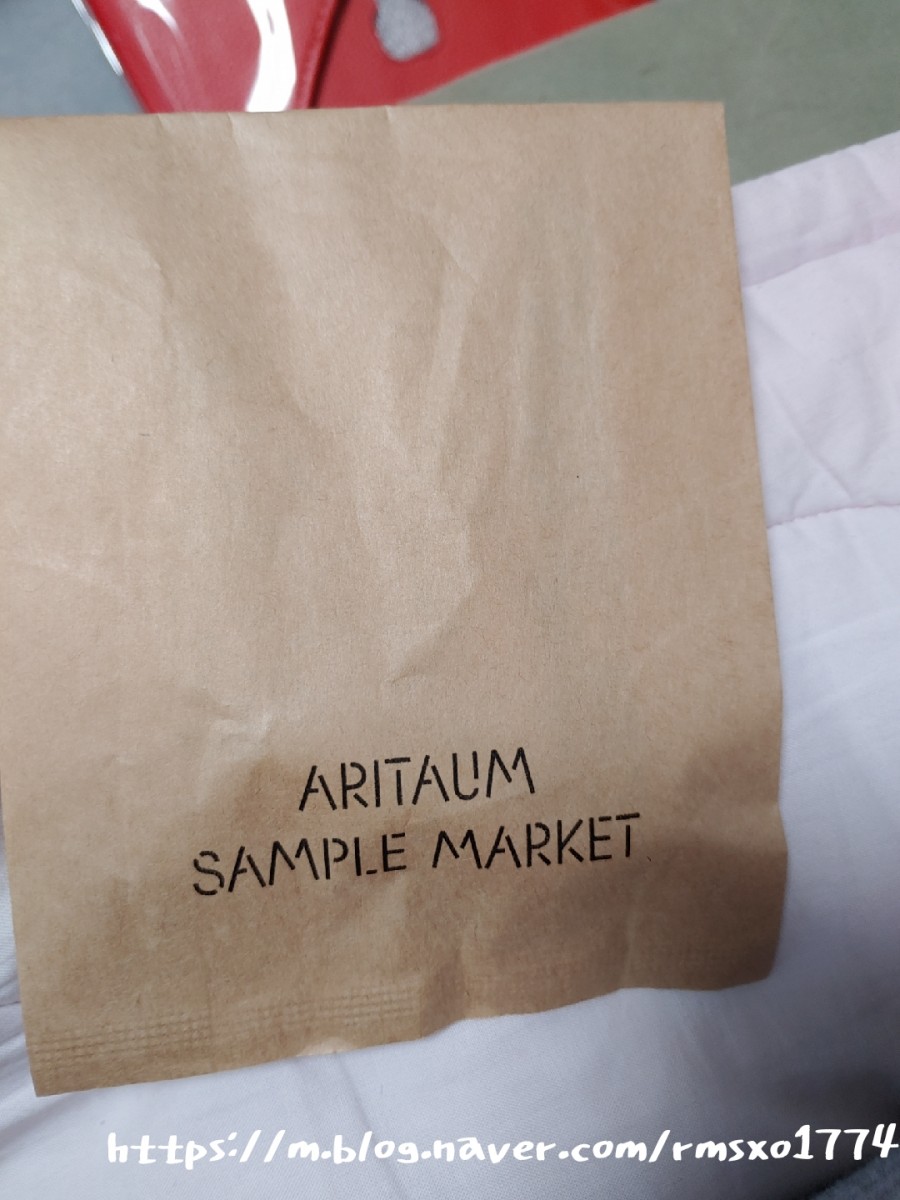 ARITAUM
SAMPLE MARKET
https://m.blog.naver.com/rmsxo1774